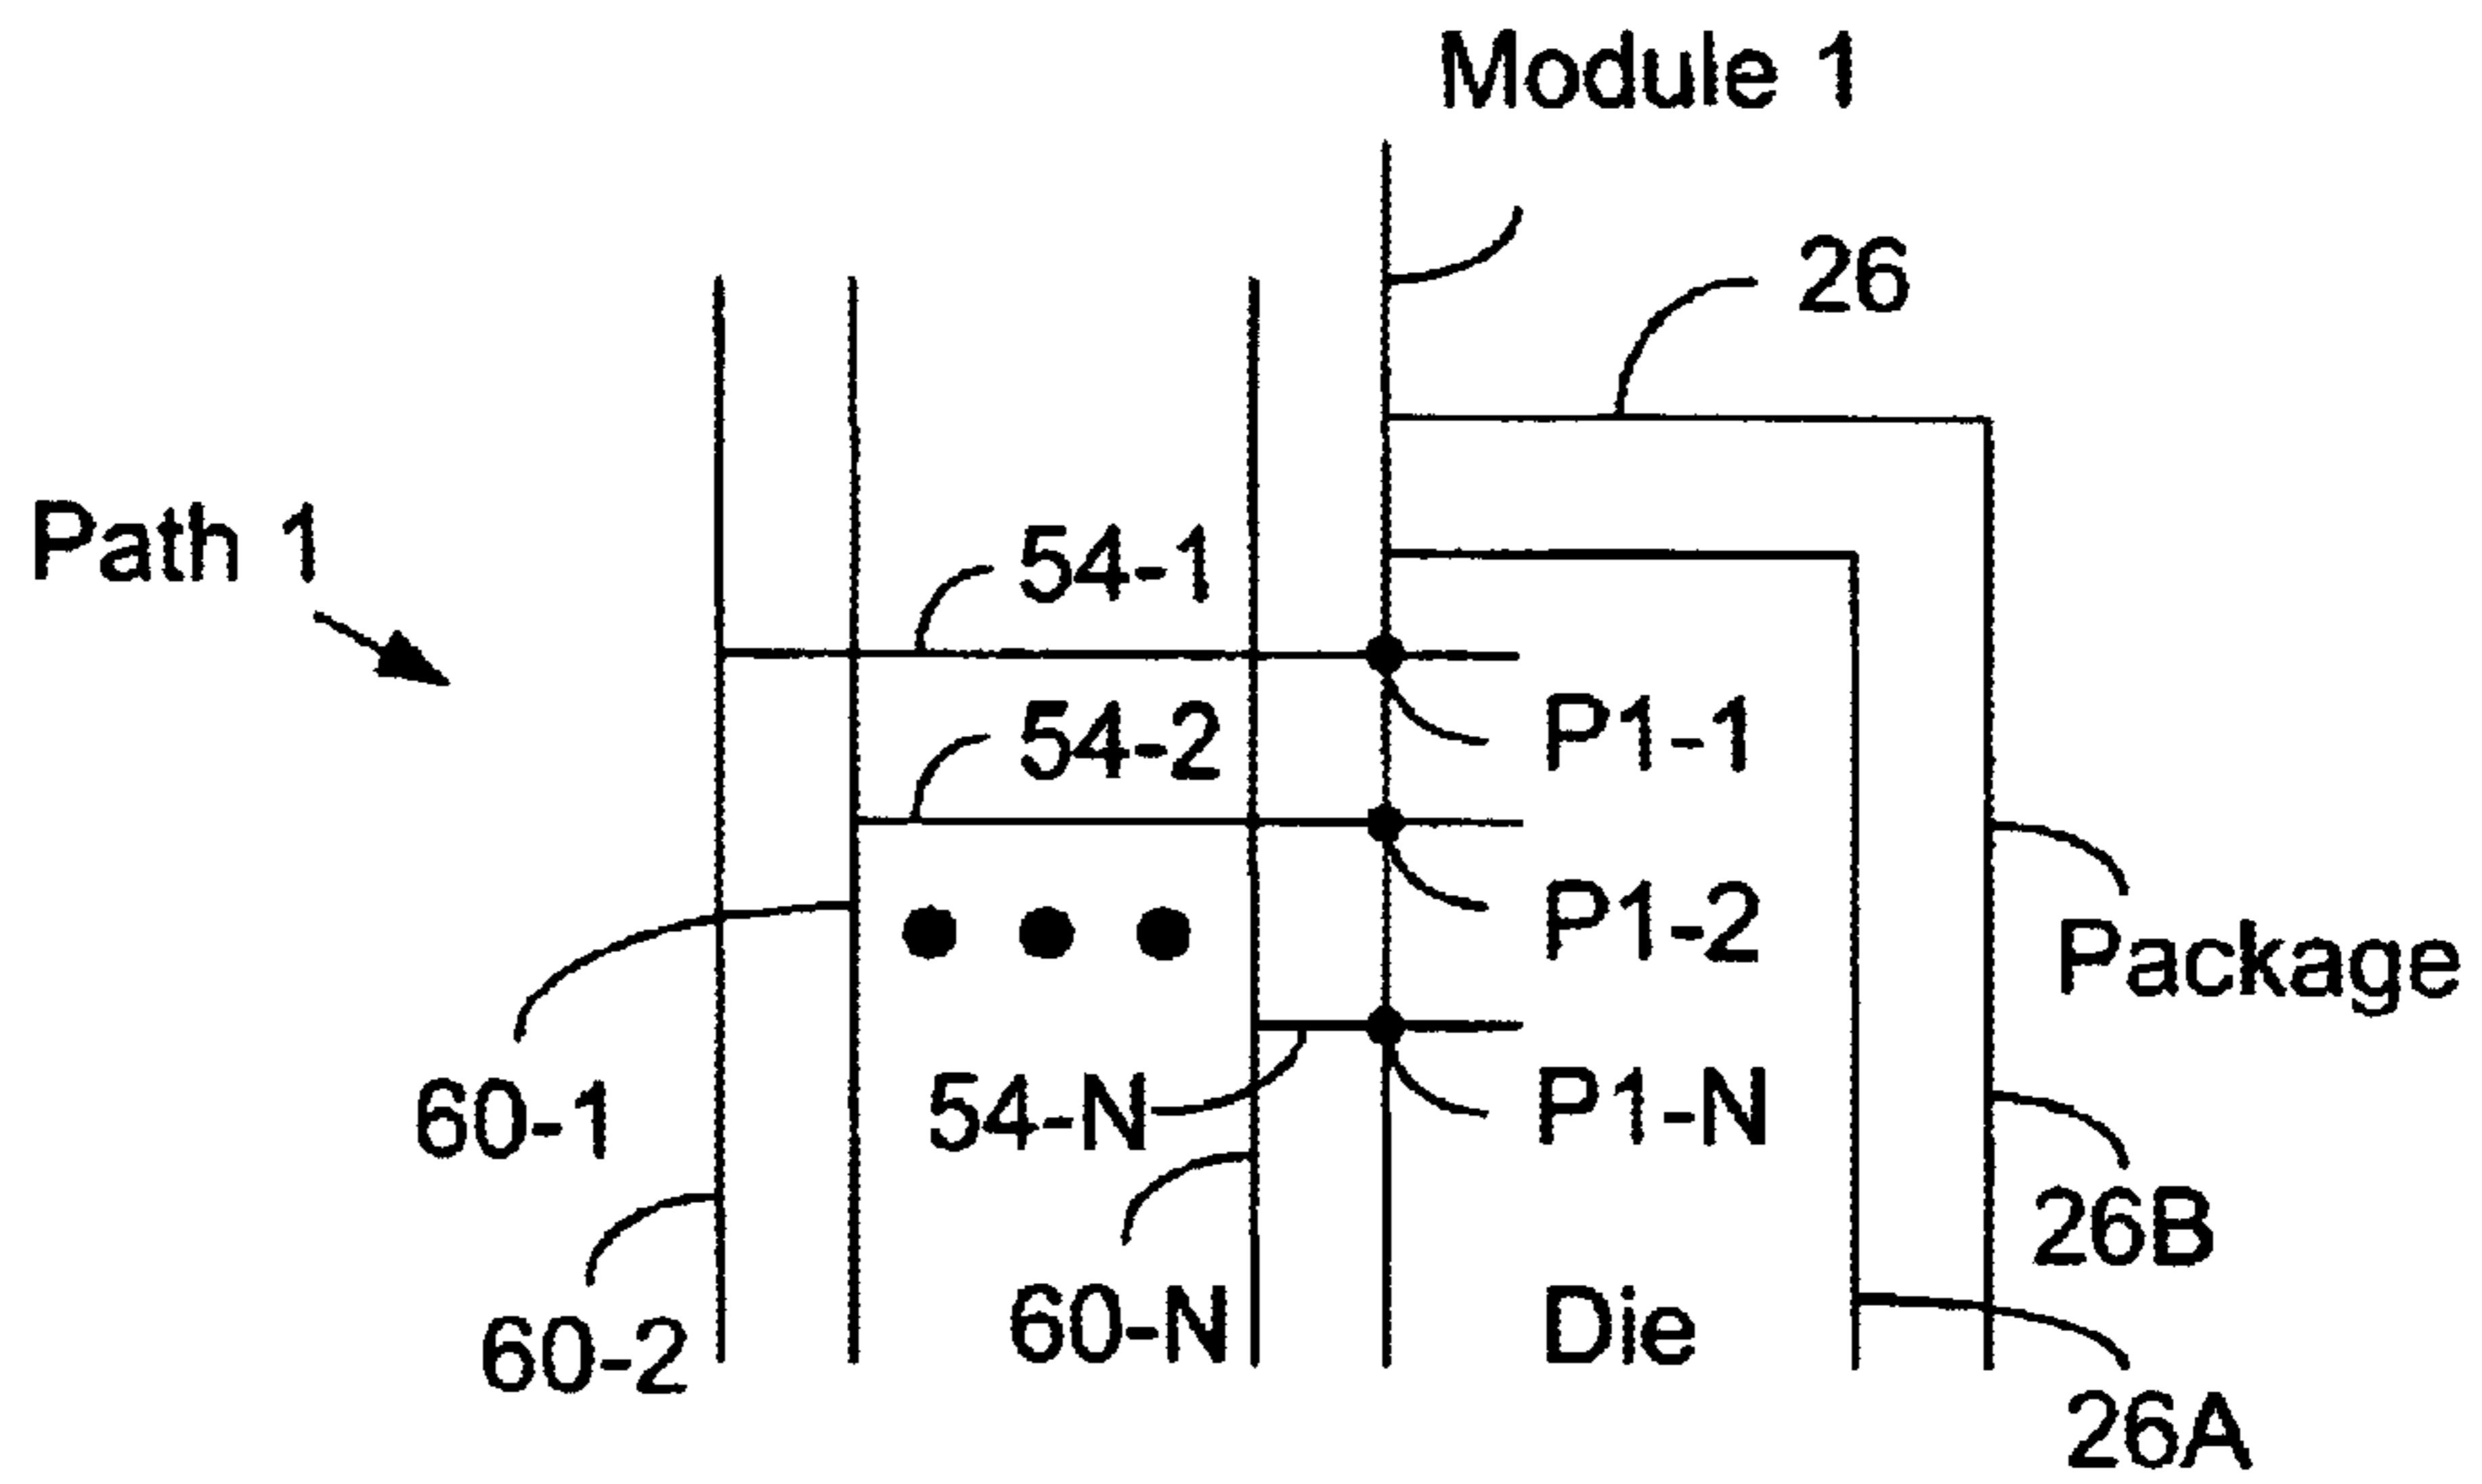 Module 1
26
Path 1
54-1
54-2
P1-1
P1-2
Package
60-1
54-N
P1-N
26B
60-2
60-N
Die
26A